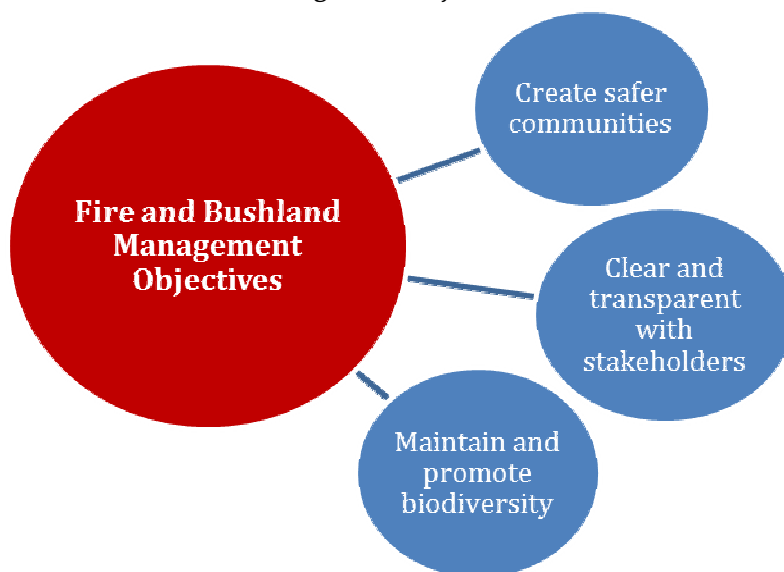 Fire and Bushland
Management
Objectives
Create safer
communities
Clear and
transparent
with
stakeholders
Maintain and
promote
biodiversity